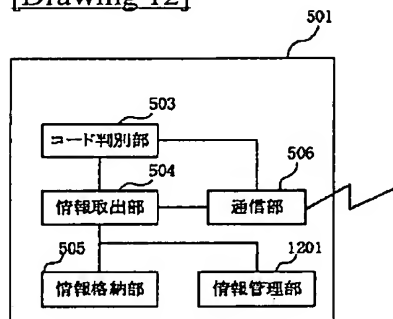 [Drawing 12]
501
503
コード判別部
504
506
情報取出部
通信部
505
1201
情報格納部
情報管理部